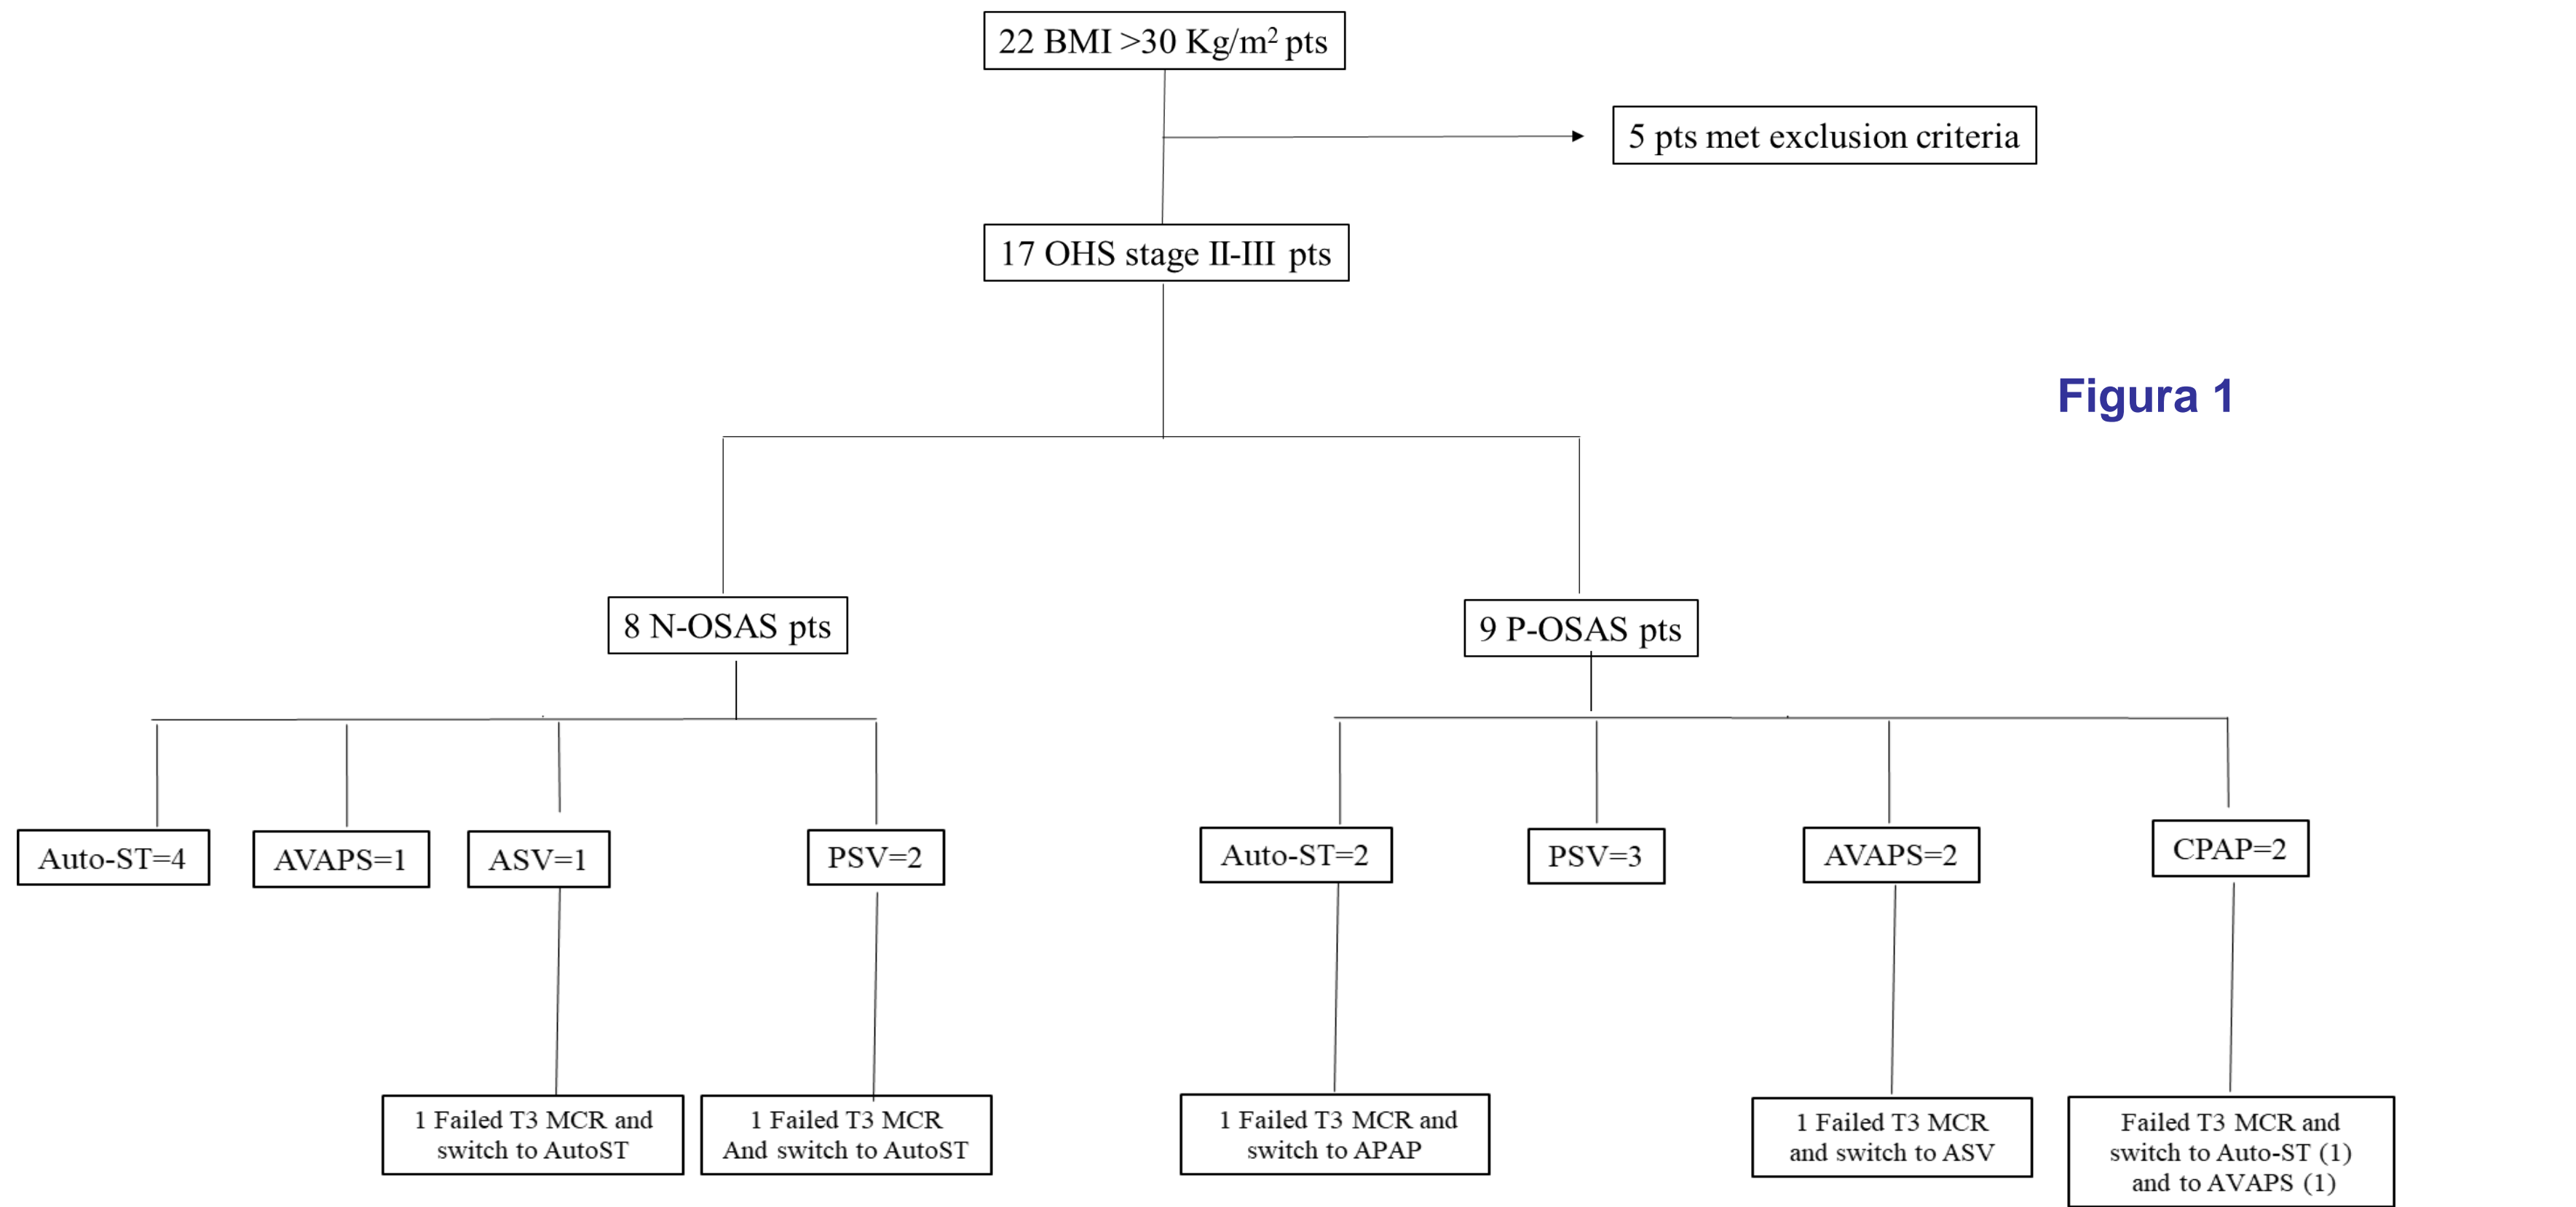 22 BMI >30 Kg/m² pts
5 pts met exclusion criteria
17 OHS stage II-III pts
Figura 1
8 N-OSAS pts
9 P-OSAS pts
Auto-ST=4
AVAPS=1
ASV=1
PSV=2
Auto-ST=2
PSV=3
AVAPS=2
CPAP=2
1 Failed T3 MCR and
switch to AutoST
1 Failed T3 MCR
And switch to AutoST
1 Failed T3 MCR and
switch to APAP
1 Failed T3 MCR
and switch to ASV
Failed T3 MCR and
switch to Auto-ST (1)
and to AVAPS (1)